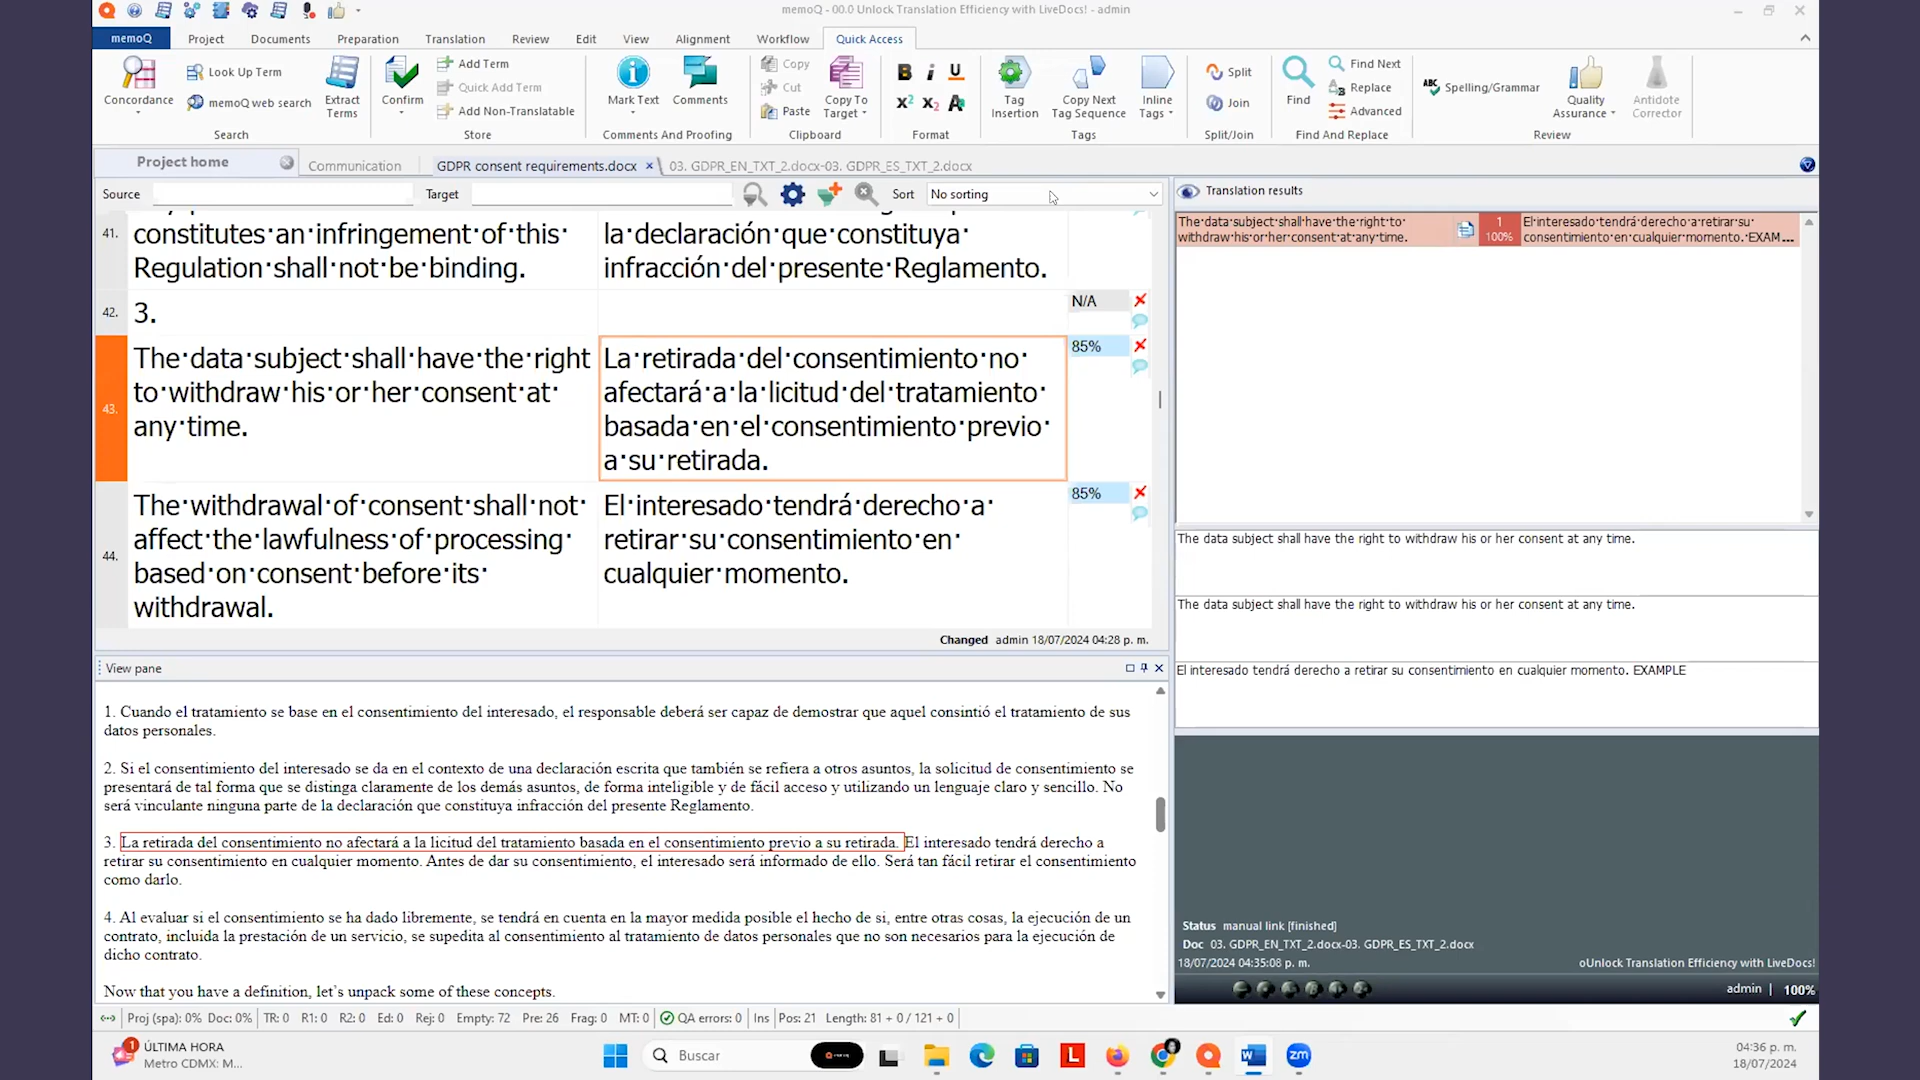 memoQ - 00.0 Unlock Translation Efficiency with LiveDocs! - admin
memoQ Project Documents Preparation Translation Review Edit View Alignment Workflow Quick Access
Concordance
Look Up Term
memoQ web search
Extract Terms
Search
Confirm
Add Term
Quick Add Term
Add Non-Translatable
Store
Mark Text
Comments
Comments And Proofing
Copy
Cut
Paste
Copy To Target
Clipboard
B i U
X² X₂ A
Format
Tag Insertion
Copy Next Tag Sequence
Inline Tags
Tags
Split
Join
Split/Join
Find
Find Next
Replace
Advanced
Find And Replace
ABC Spelling/Grammar
Quality Assurance
Antidote Corrector
Review
Project home Communication GDPR consent requirements.docx 03. GDPR_EN_TXT_2.docx-03. GDPR_ES_TXT_2.docx
Source Target Sort No sorting
41.
constitutes an infringement of this
Regulation shall not be binding.
la declaración que constituya
infracción del presente Reglamento.
42. 3. N/A
43.
The data subject shall have the right
to withdraw his or her consent at
any time.
La retirada del consentimiento no
afectará a la licitud del tratamiento
basada en el consentimiento previo
a su retirada.
85%
44.
The withdrawal of consent shall not
affect the lawfulness of processing
based on consent before its
withdrawal.
El interesado tendrá derecho a
retirar su consentimiento en
cualquier momento.
85%
Changed admin 18/07/2024 04:28 p. m.
View pane
1. Cuando el tratamiento se base en el consentimiento del interesado, el responsable deberá ser capaz de demostrar que aquel consintió el tratamiento de sus
datos personales.
2. Si el consentimiento del interesado se da en el contexto de una declaración escrita que también se refiera a otros asuntos, la solicitud de consentimiento se
presentará de tal forma que se distinga claramente de los demás asuntos, de forma inteligible y de fácil acceso y utilizando un lenguaje claro y sencillo. No
será vinculante ninguna parte de la declaración que constituya infracción del presente Reglamento.
3. La retirada del consentimiento no afectará a la licitud del tratamiento basada en el consentimiento previo a su retirada. El interesado tendrá derecho a
retirar su consentimiento en cualquier momento. Antes de dar su consentimiento, el interesado será informado de ello. Será tan fácil retirar el consentimiento
como darlo.
4. Al evaluar si el consentimiento se ha dado libremente, se tendrá en cuenta en la mayor medida posible el hecho de si, entre otras cosas, la ejecución de un
contrato, incluida la prestación de un servicio, se supedita al consentimiento al tratamiento de datos personales que no son necesarios para la ejecución de
dicho contrato.
Now that you have a definition, let's unpack some of these concepts.
Translation results
The data subject shall have the right to
withdraw his or her consent at any time.
1
100%
El interesado tendrá derecho a retirar su
consentimiento en cualquier momento. EXAM...
The data subject shall have the right to withdraw his or her consent at any time.
The data subject shall have the right to withdraw his or her consent at any time.
El interesado tendrá derecho a retirar su consentimiento en cualquier momento. EXAMPLE
Status manual link [finished]
Doc 03. GDPR_EN_TXT_2.docx-03. GDPR_ES_TXT_2.docx
18/07/2024 04:35:08 p. m. oUnlock Translation Efficiency with LiveDocs!
admin | 100%
Proj (spa): 0% Doc: 0% TR: 0 R1: 0 R2: 0 Ed: 0 Rej: 0 Empty: 72 Pre: 26 Frag: 0 MT: 0 QA errors: 0 Ins Pos: 21 Length: 81 + 0 / 121 + 0
1
ÚLTIMA HORA
Metro CDMX: M...
Buscar
L
W
zm
04:36 p. m.
18/07/2024